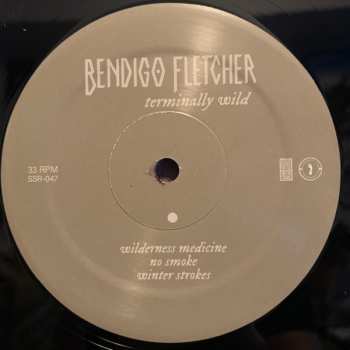 BENDIGO FLETCHER
terminally wild
33 RPM
SSR-047
wilderness medicine
no smoke
winter strokes